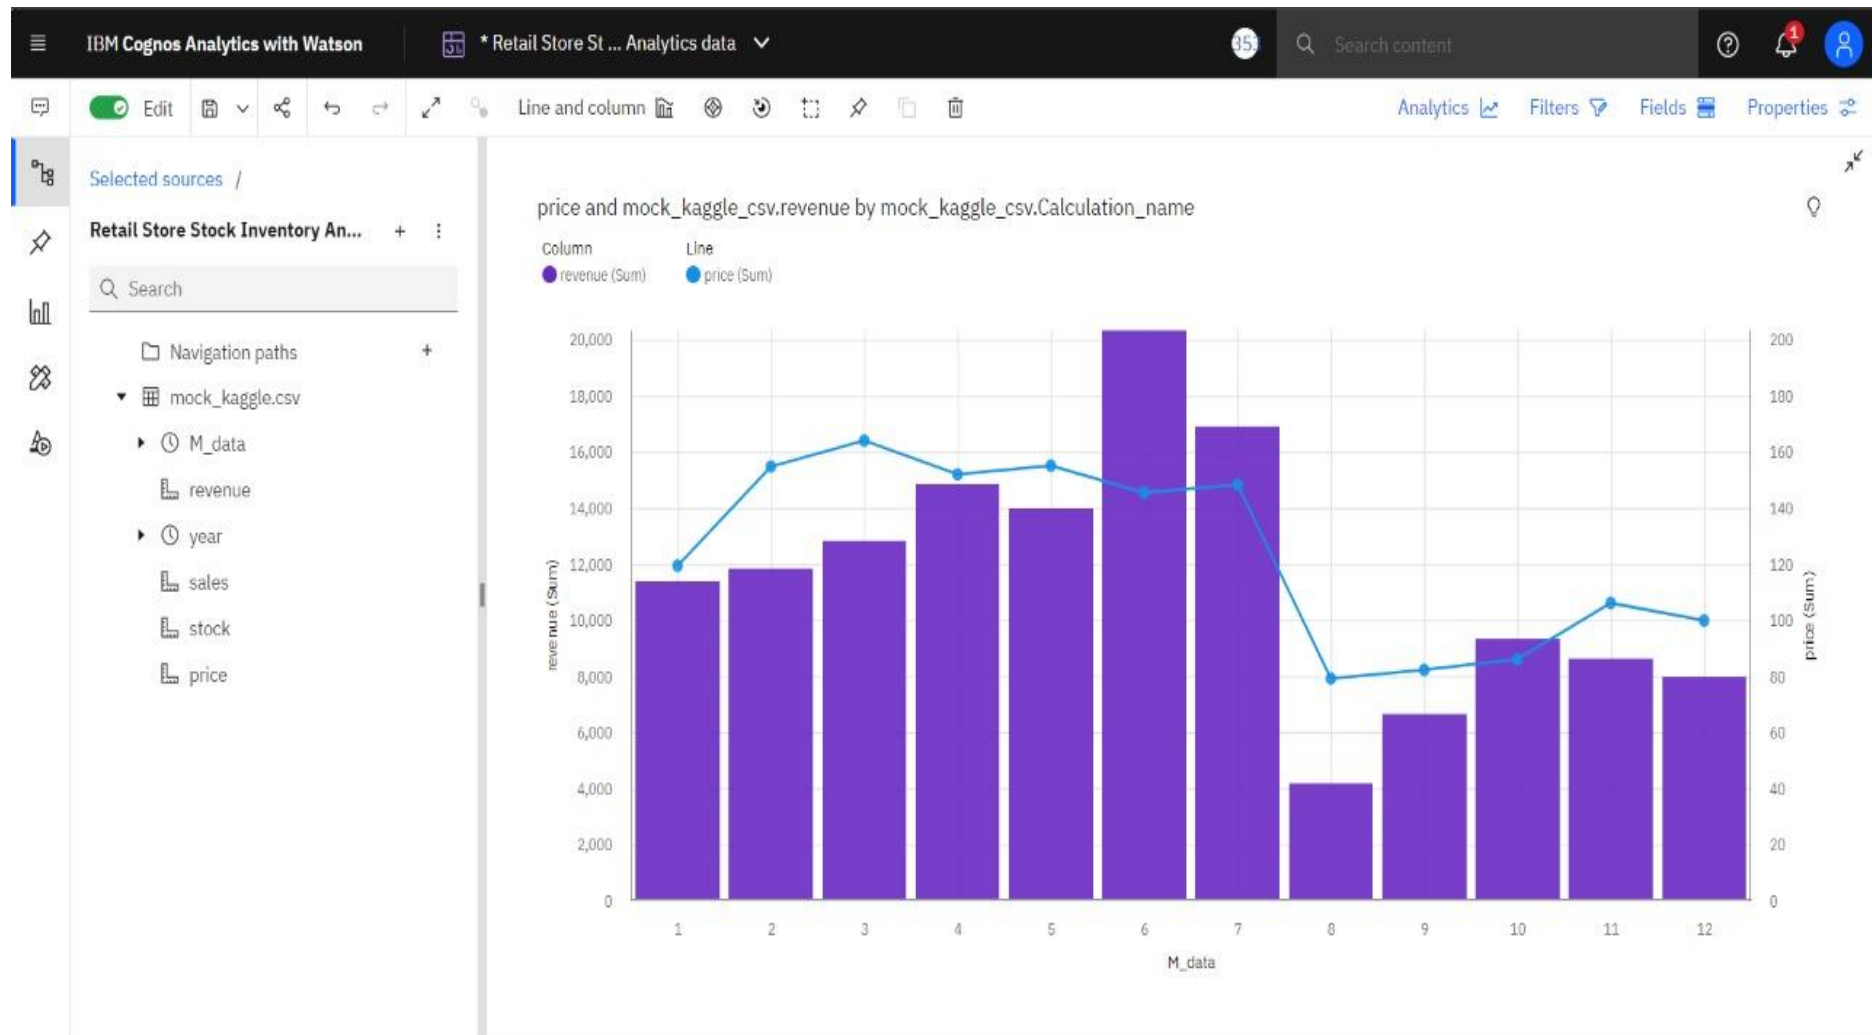 IBM Cognos Analytics with Watson
* Retail Store St ... Analytics data
Search content
1
Edit
Line and column
Analytics
Filters
Fields
Properties
Selected sources /
Retail Store Stock Inventory An...
Search
Navigation paths
mock_kaggle.csv
M_data
revenue
year
sales
stock
price
price and mock_kaggle_csv.revenue by mock_kaggle_csv.Calculation_name
Column
Line
revenue (Sum)
price (Sum)
20,000
18,000
16,000
14,000
12,000
10,000
8,000
6,000
4,000
2,000
0
revenue (Sum)
200
180
160
140
120
100
80
60
40
20
0
price (Sum)
1 2 3 4 5 6 7 8 9 10 11 12
M_data